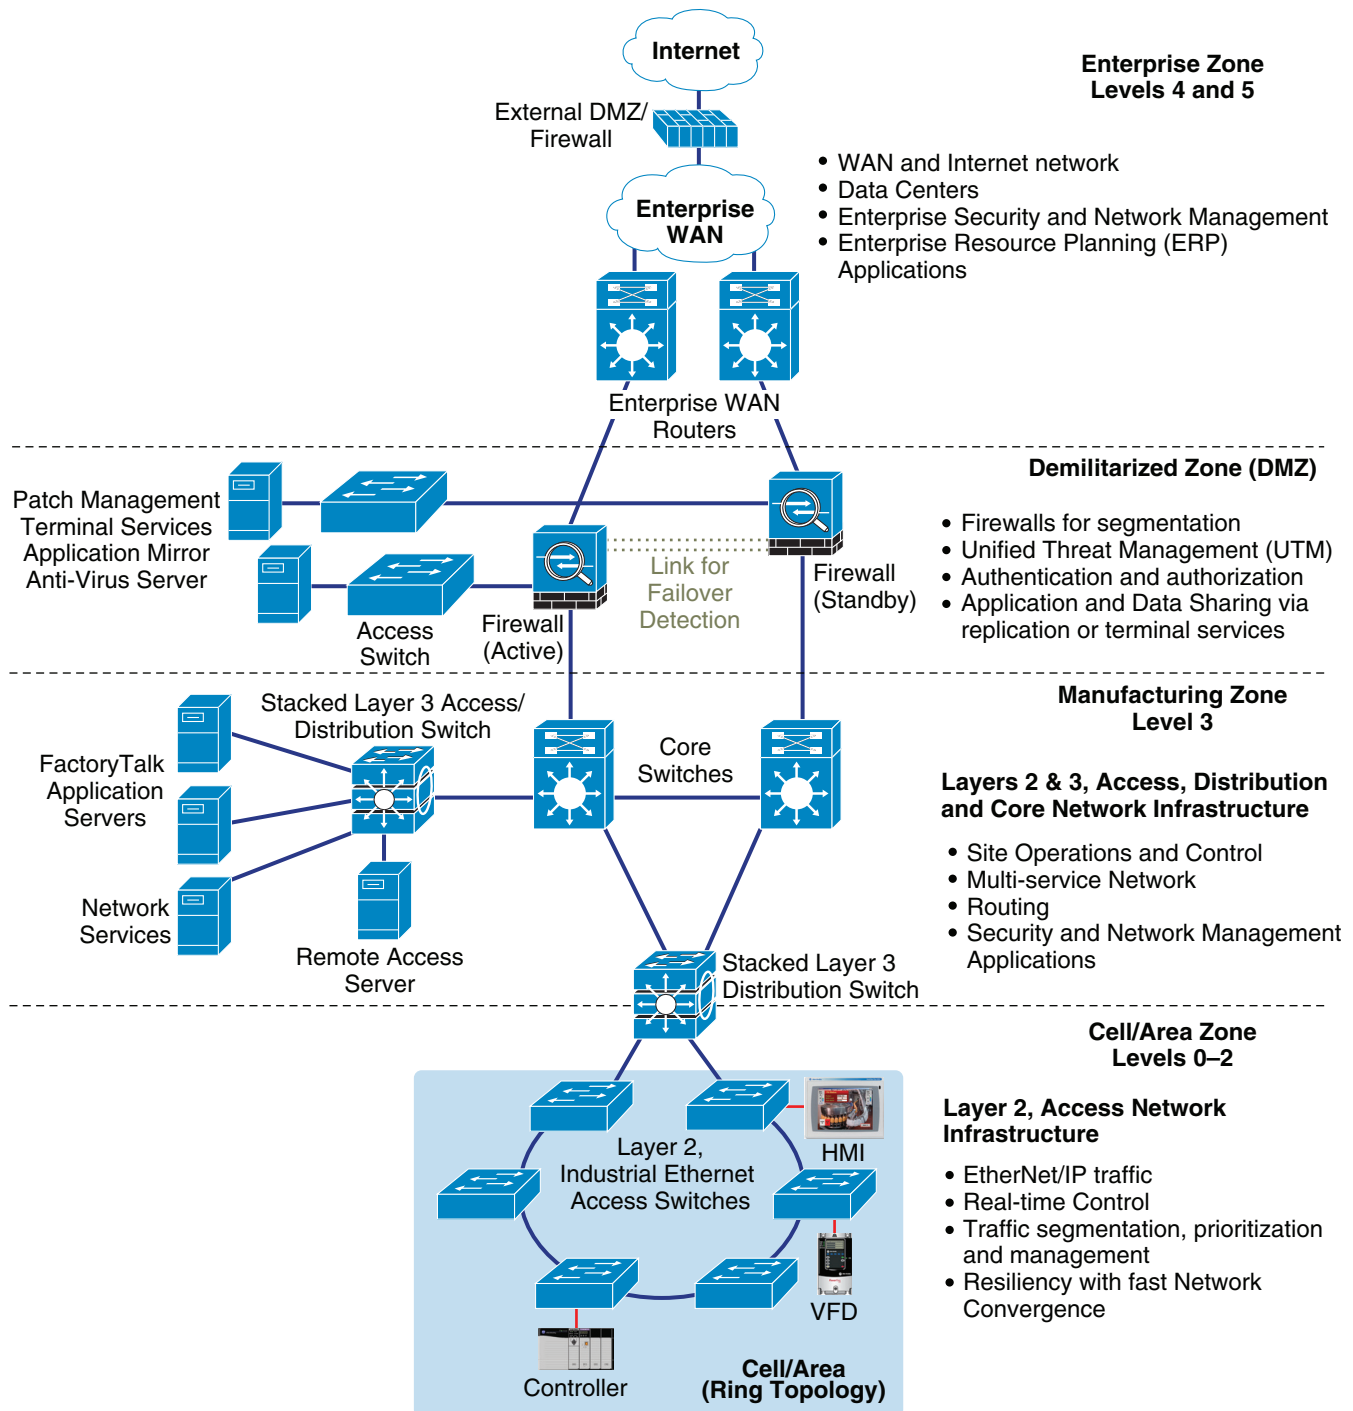 Internet
Enterprise Zone
Levels 4 and 5
External DMZ/
Firewall
• WAN and Internet network
• Data Centers
• Enterprise Security and Network Management
• Enterprise Resource Planning (ERP)
Applications
Enterprise
WAN
Enterprise WAN
Routers
Demilitarized Zone (DMZ)
Patch Management
Terminal Services
Application Mirror
Anti-Virus Server
• Firewalls for segmentation
• Unified Threat Management (UTM)
• Authentication and authorization
• Application and Data Sharing via
replication or terminal services
Link for
Failover
Detection
Firewall
(Standby)
Access
Switch
Firewall
(Active)
Manufacturing Zone
Level 3
Stacked Layer 3 Access/
Distribution Switch
Core
Switches
FactoryTalk
Application
Servers
Layers 2 & 3, Access, Distribution
and Core Network Infrastructure
• Site Operations and Control
• Multi-service Network
• Routing
• Security and Network Management
Applications
Network
Services
Remote Access
Server
Stacked Layer 3
Distribution Switch
Cell/Area Zone
Levels 0–2
Layer 2, Access Network
Infrastructure
HMI
Layer 2,
Industrial Ethernet
Access Switches
• EtherNet/IP traffic
• Real-time Control
• Traffic segmentation, prioritization
and management
• Resiliency with fast Network
Convergence
VFD
Controller
Cell/Area
(Ring Topology)